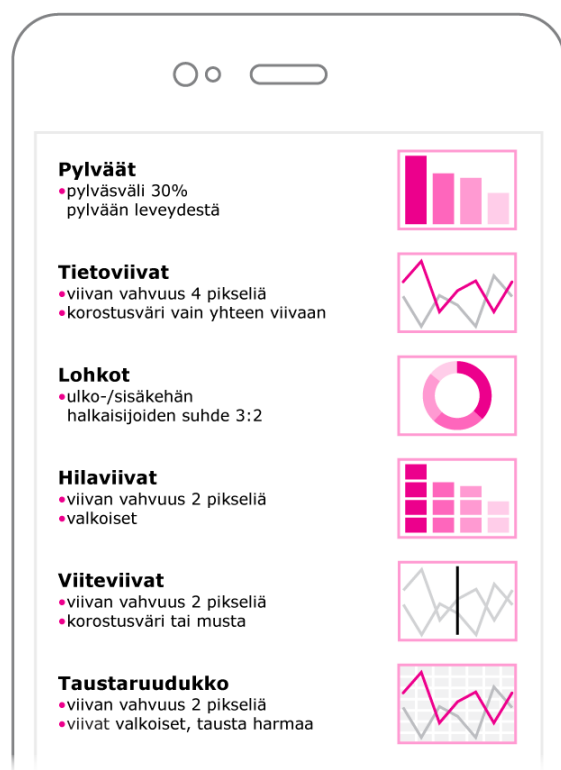 Pylväät
•pylväsväli 30%
pylvään leveydestä
Tietoviivat
•viivan vahvuus 4 pikseliä
•korostusväri vain yhteen viivaan
Lohkot
•ulko-/sisäkehän
halkaisijoiden suhde 3:2
Hilaviivat
•viivan vahvuus 2 pikseliä
•valkoiset
Viiteviivat
•viivan vahvuus 2 pikseliä
•korostusväri tai musta
Taustaruudukko
•viivan vahvuus 2 pikseliä
•viivat valkoiset, tausta harmaa